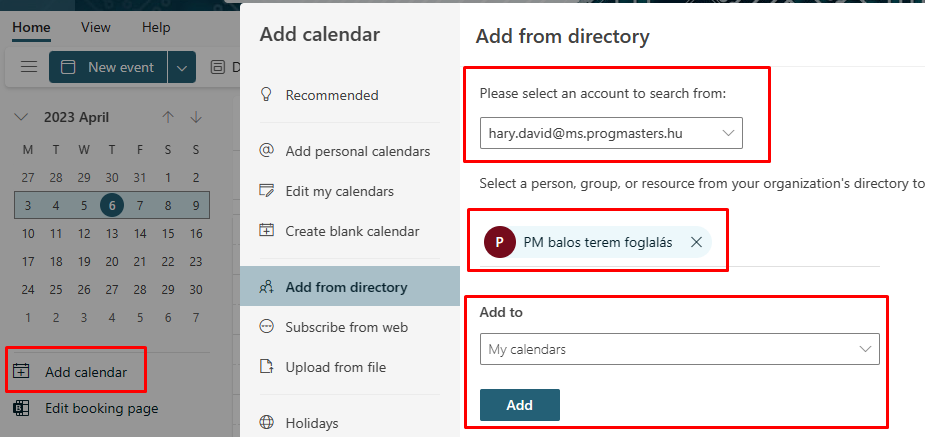 Home View Help
New event
D
2023 April
M T W T F S S
27 28 29 30 31 1 2
3 4 5 6 7 8 9
10 11 12 13 14 15 16
17 18 19 20 21 22 23
24 25 26 27 28 29 30
1 2 3 4 5 6 7
Add calendar
Edit booking page
Add calendar
Recommended
Add personal calendars
Edit my calendars
Create blank calendar
Add from directory
Subscribe from web
Upload from file
Holidays
Add from directory
Please select an account to search from:
hary.david@ms.progmasters.hu
Select a person, group, or resource from your organization's directory to
P PM balos terem foglalás
Add to
My calendars
Add